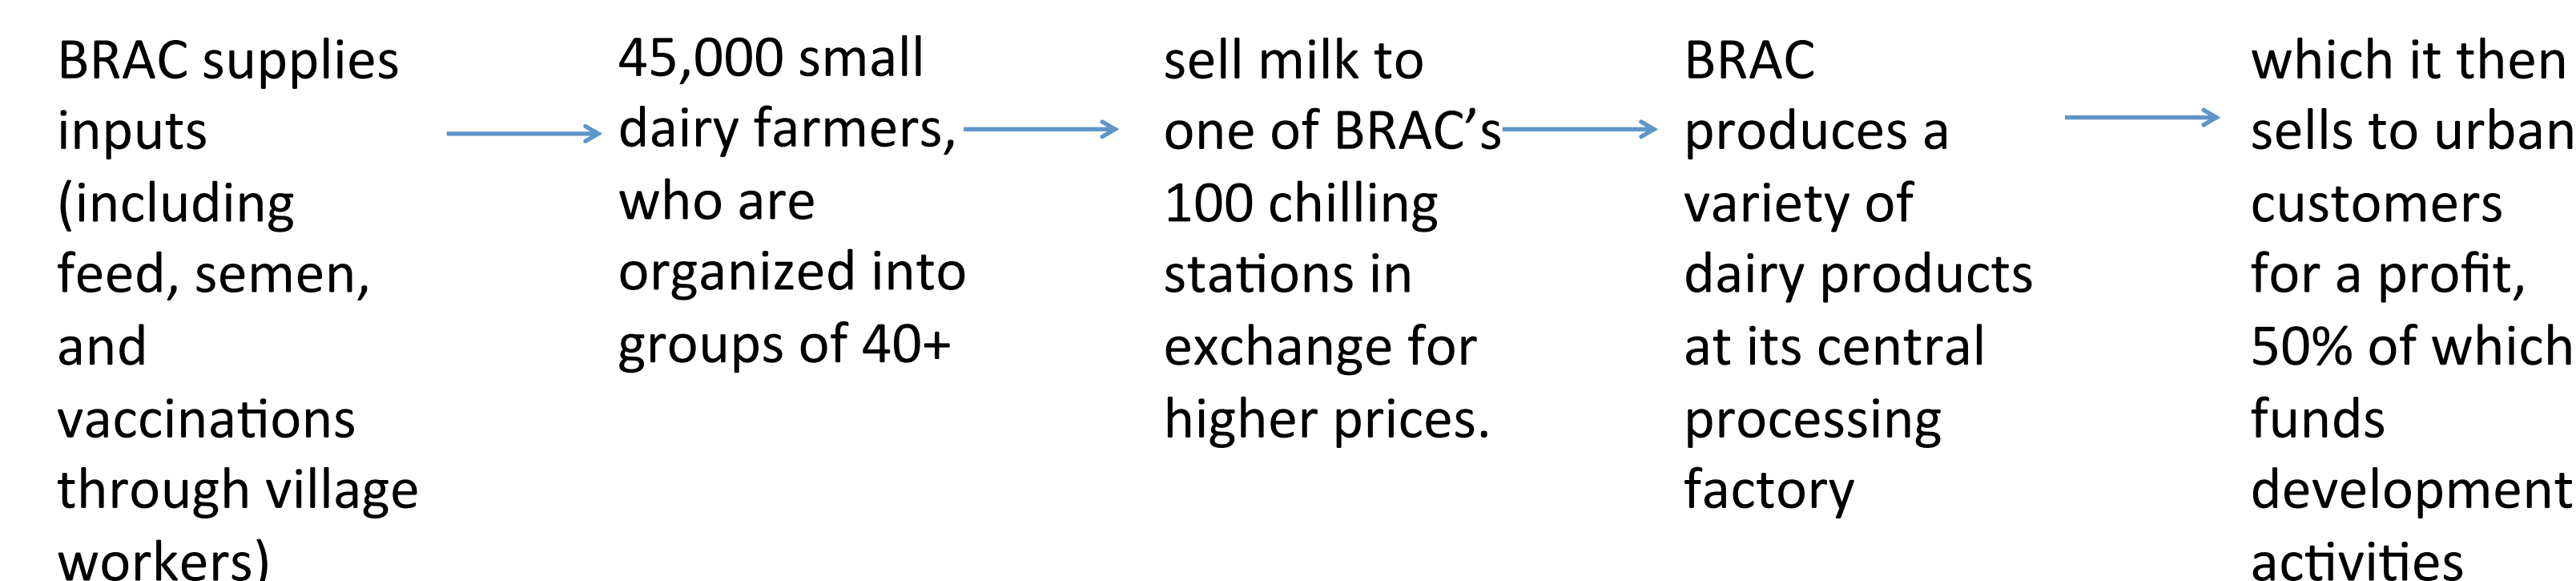 BRAC supplies
inputs
(including
feed, semen,
and
vaccinations
through village
workers)
45,000 small
dairy farmers,
who are
organized into
groups of 40+
sell milk to
one of BRAC’s
100 chilling
stations in
exchange for
higher prices.
BRAC
produces a
variety of
dairy products
at its central
processing
factory
which it then
sells to urban
customers
for a profit,
50% of which
funds
development
activities